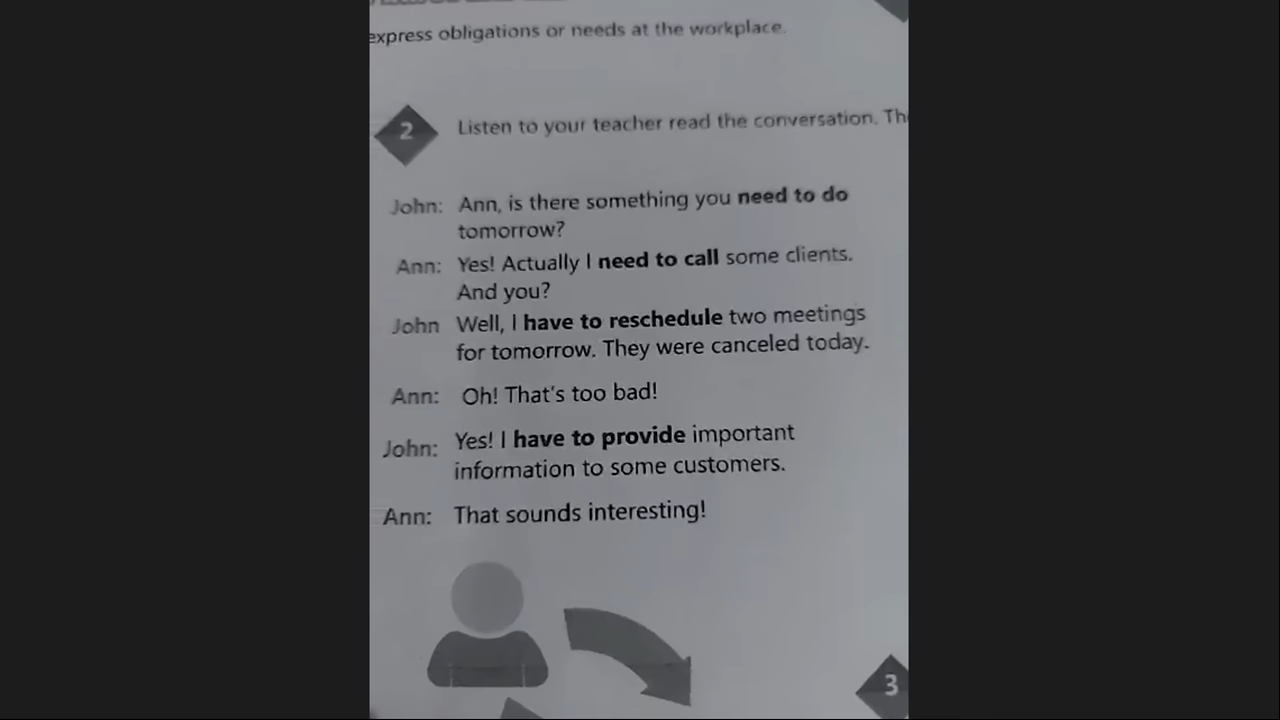 express obligations or needs at the workplace.
2
Listen to your teacher read the conversation.
John: Ann, is there something you need to do
tomorrow?
Ann: Yes! Actually I need to call some clients.
And you?
John Well, I have to reschedule two meetings
for tomorrow. They were canceled today.
Ann: Oh! That's too bad!
John: Yes! I have to provide important
information to some customers.
Ann: That sounds interesting!
3